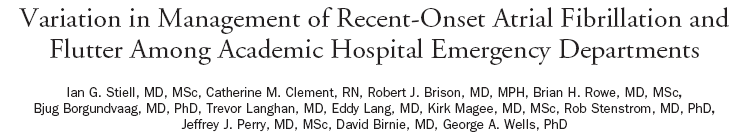 Variation in Management of Recent-Onset Atrial Fibrillation and
Flutter Among Academic Hospital Emergency Departments
Ian G. Stiell, MD, MSc, Catherine M. Clement, RN, Robert J. Brison, MD, MPH, Brian H. Rowe, MD, MSc,
Bjug Borgundvaag, MD, PhD, Trevor Langhan, MD, Eddy Lang, MD, Kirk Magee, MD, MSc, Rob Stenstrom, MD, PhD,
Jeffrey J. Perry, MD, MSc, David Birnie, MD, George A. Wells, PhD